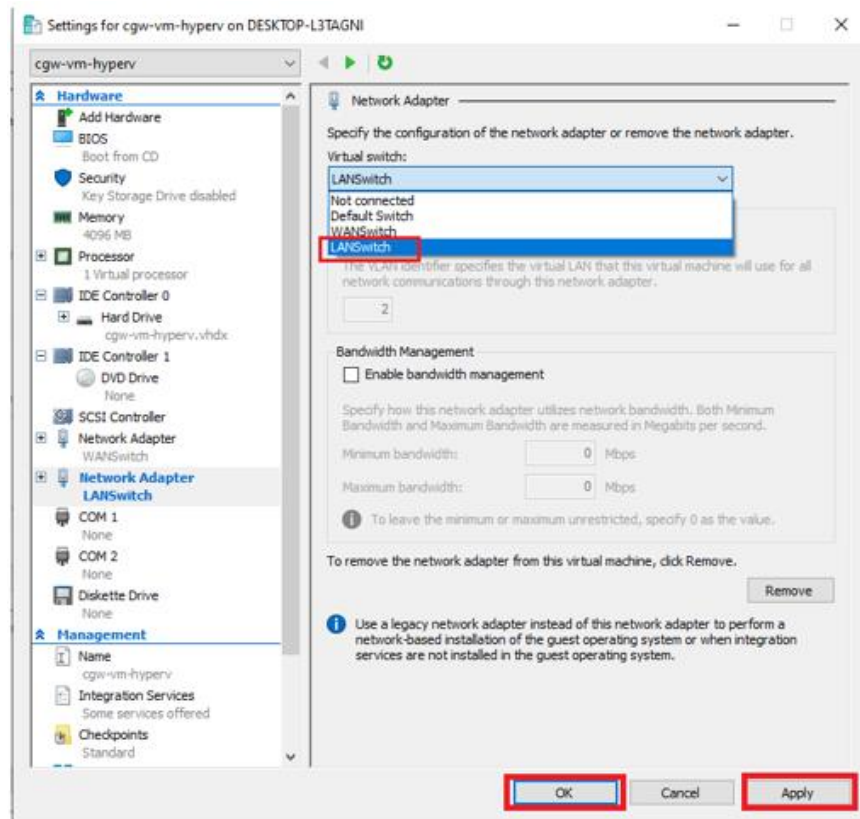 Settings for cgw-vm-hyperv on DESKTOP-L3TAGNI
cgw-vm-hyperv
Hardware
Add Hardware
BIOS
Boot from CD
Security
Key Storage Drive disabled
Memory
4096 MB
Processor
1 Virtual processor
IDE Controller 0
Hard Drive
cgw-vm-hyperv.vhdx
IDE Controller 1
DVD Drive
None
SCSI Controller
Network Adapter
WANSwitch
Network Adapter
LANSwitch
COM 1
None
COM 2
None
Diskette Drive
None
Management
Name
cgw-vm-hyperv
Integration Services
Some services offered
Checkpoints
Standard
Network Adapter
Specify the configuration of the network adapter or remove the network adapter.
Virtual switch:
LANSwitch
Not connected
Default Switch
WANSwitch
LANSwitch
The VLAN identifier specifies the virtual LAN that this virtual machine will use for all
network communications through this network adapter.
2
Bandwidth Management
Enable bandwidth management
Specify how this network adapter utilizes network bandwidth. Both Minimum
Bandwidth and Maximum Bandwidth are measured in Megabits per second.
Minimum bandwidth: 0 Mbps
Maximum bandwidth: 0 Mbps
To leave the minimum or maximum unrestricted, specify 0 as the value.
To remove the network adapter from this virtual machine, click Remove.
Remove
Use a legacy network adapter instead of this network adapter to perform a
network-based installation of the guest operating system or when integration
services are not installed in the guest operating system.
OK Cancel Apply